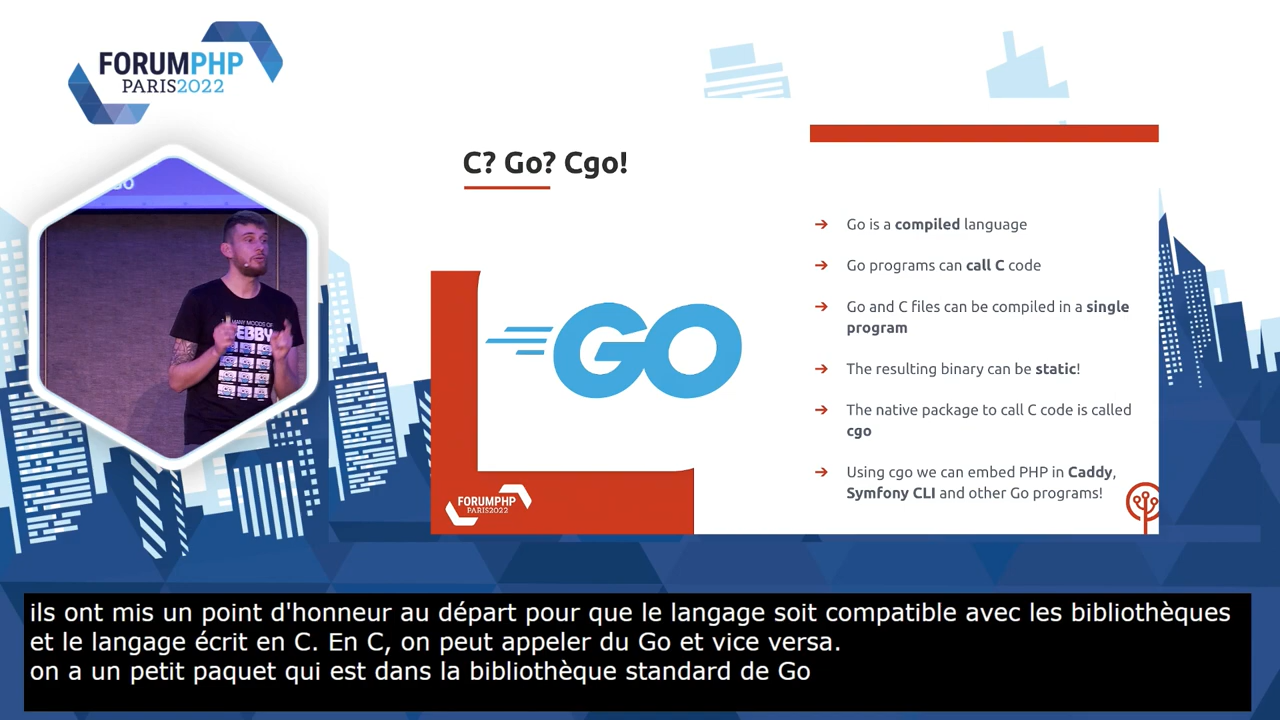 FORUMPHP
PARIS2022
GO
MANY MOODS OF
C? Go? Cgo!
➔ Go is a compiled language
➔ Go programs can call C code
➔ Go and C files can be compiled in a single
program
➔ The resulting binary can be static!
➔ The native package to call C code is called
cgo
➔ Using cgo we can embed PHP in Caddy,
Symfony CLI and other Go programs!
GO
FORUMPHP
PARIS2022
ils ont mis un point d'honneur au départ pour que le langage soit compatible avec les bibliothèques
et le langage écrit en C. En C, on peut appeler du Go et vice versa.
on a un petit paquet qui est dans la bibliothèque standard de Go